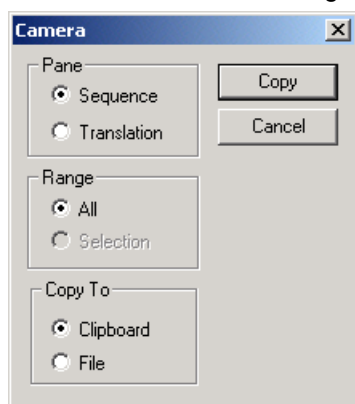 Camera
Pane
Sequence
Translation
Range
All
Selection
Copy To
Clipboard
File
Copy
Cancel